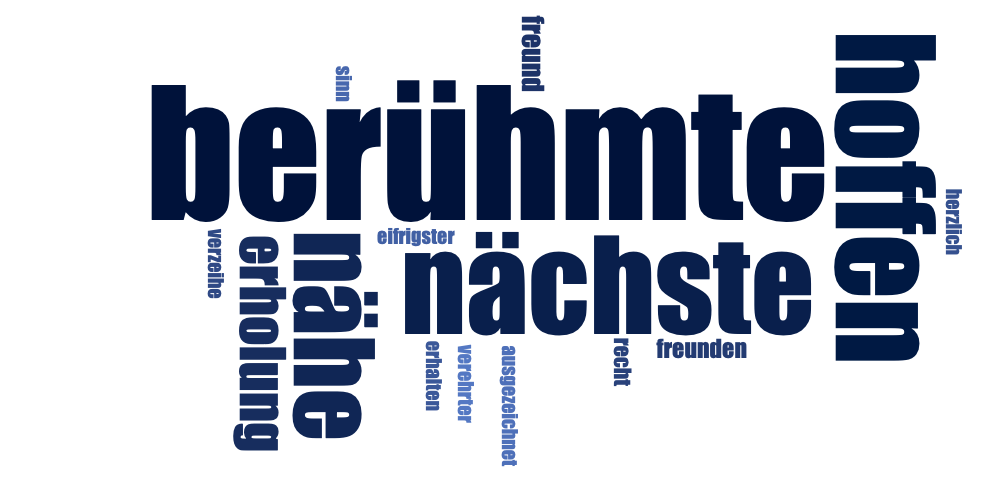 freund
sinn
berühmte
hoffen
herzlich
verzeihe
erholung
nähe
eifrigster
nächste
erhalten
verehrter
ausgezeichnet
recht
freunden